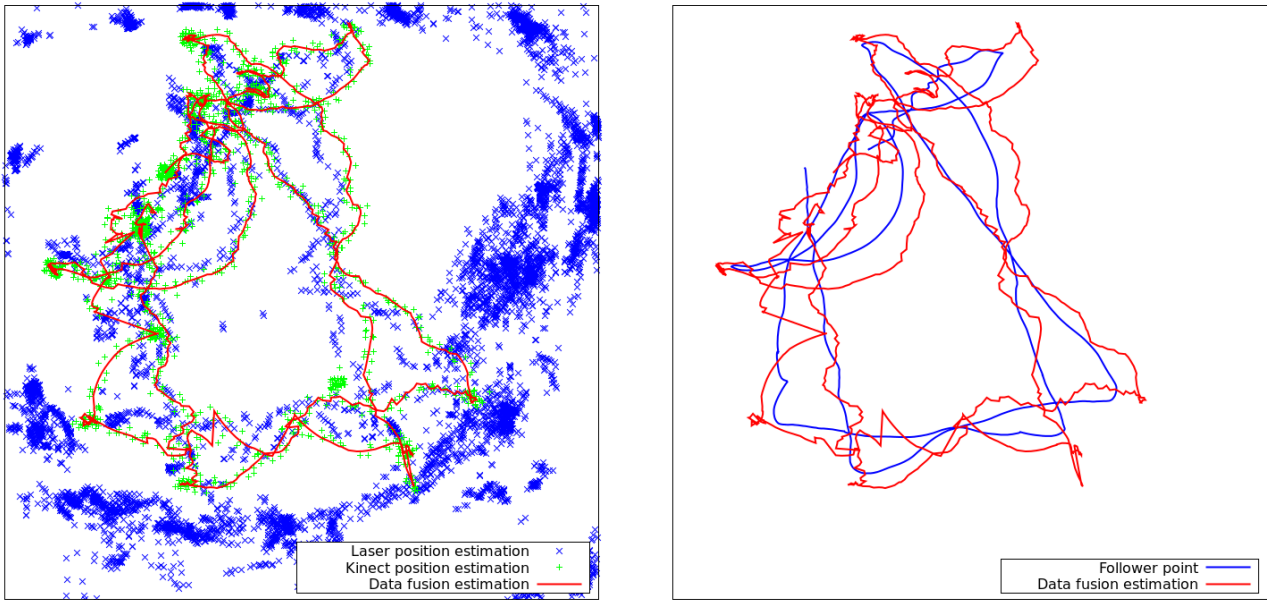 Laser position estimation
Kinect position estimation
Data fusion estimation
Follower point
Data fusion estimation